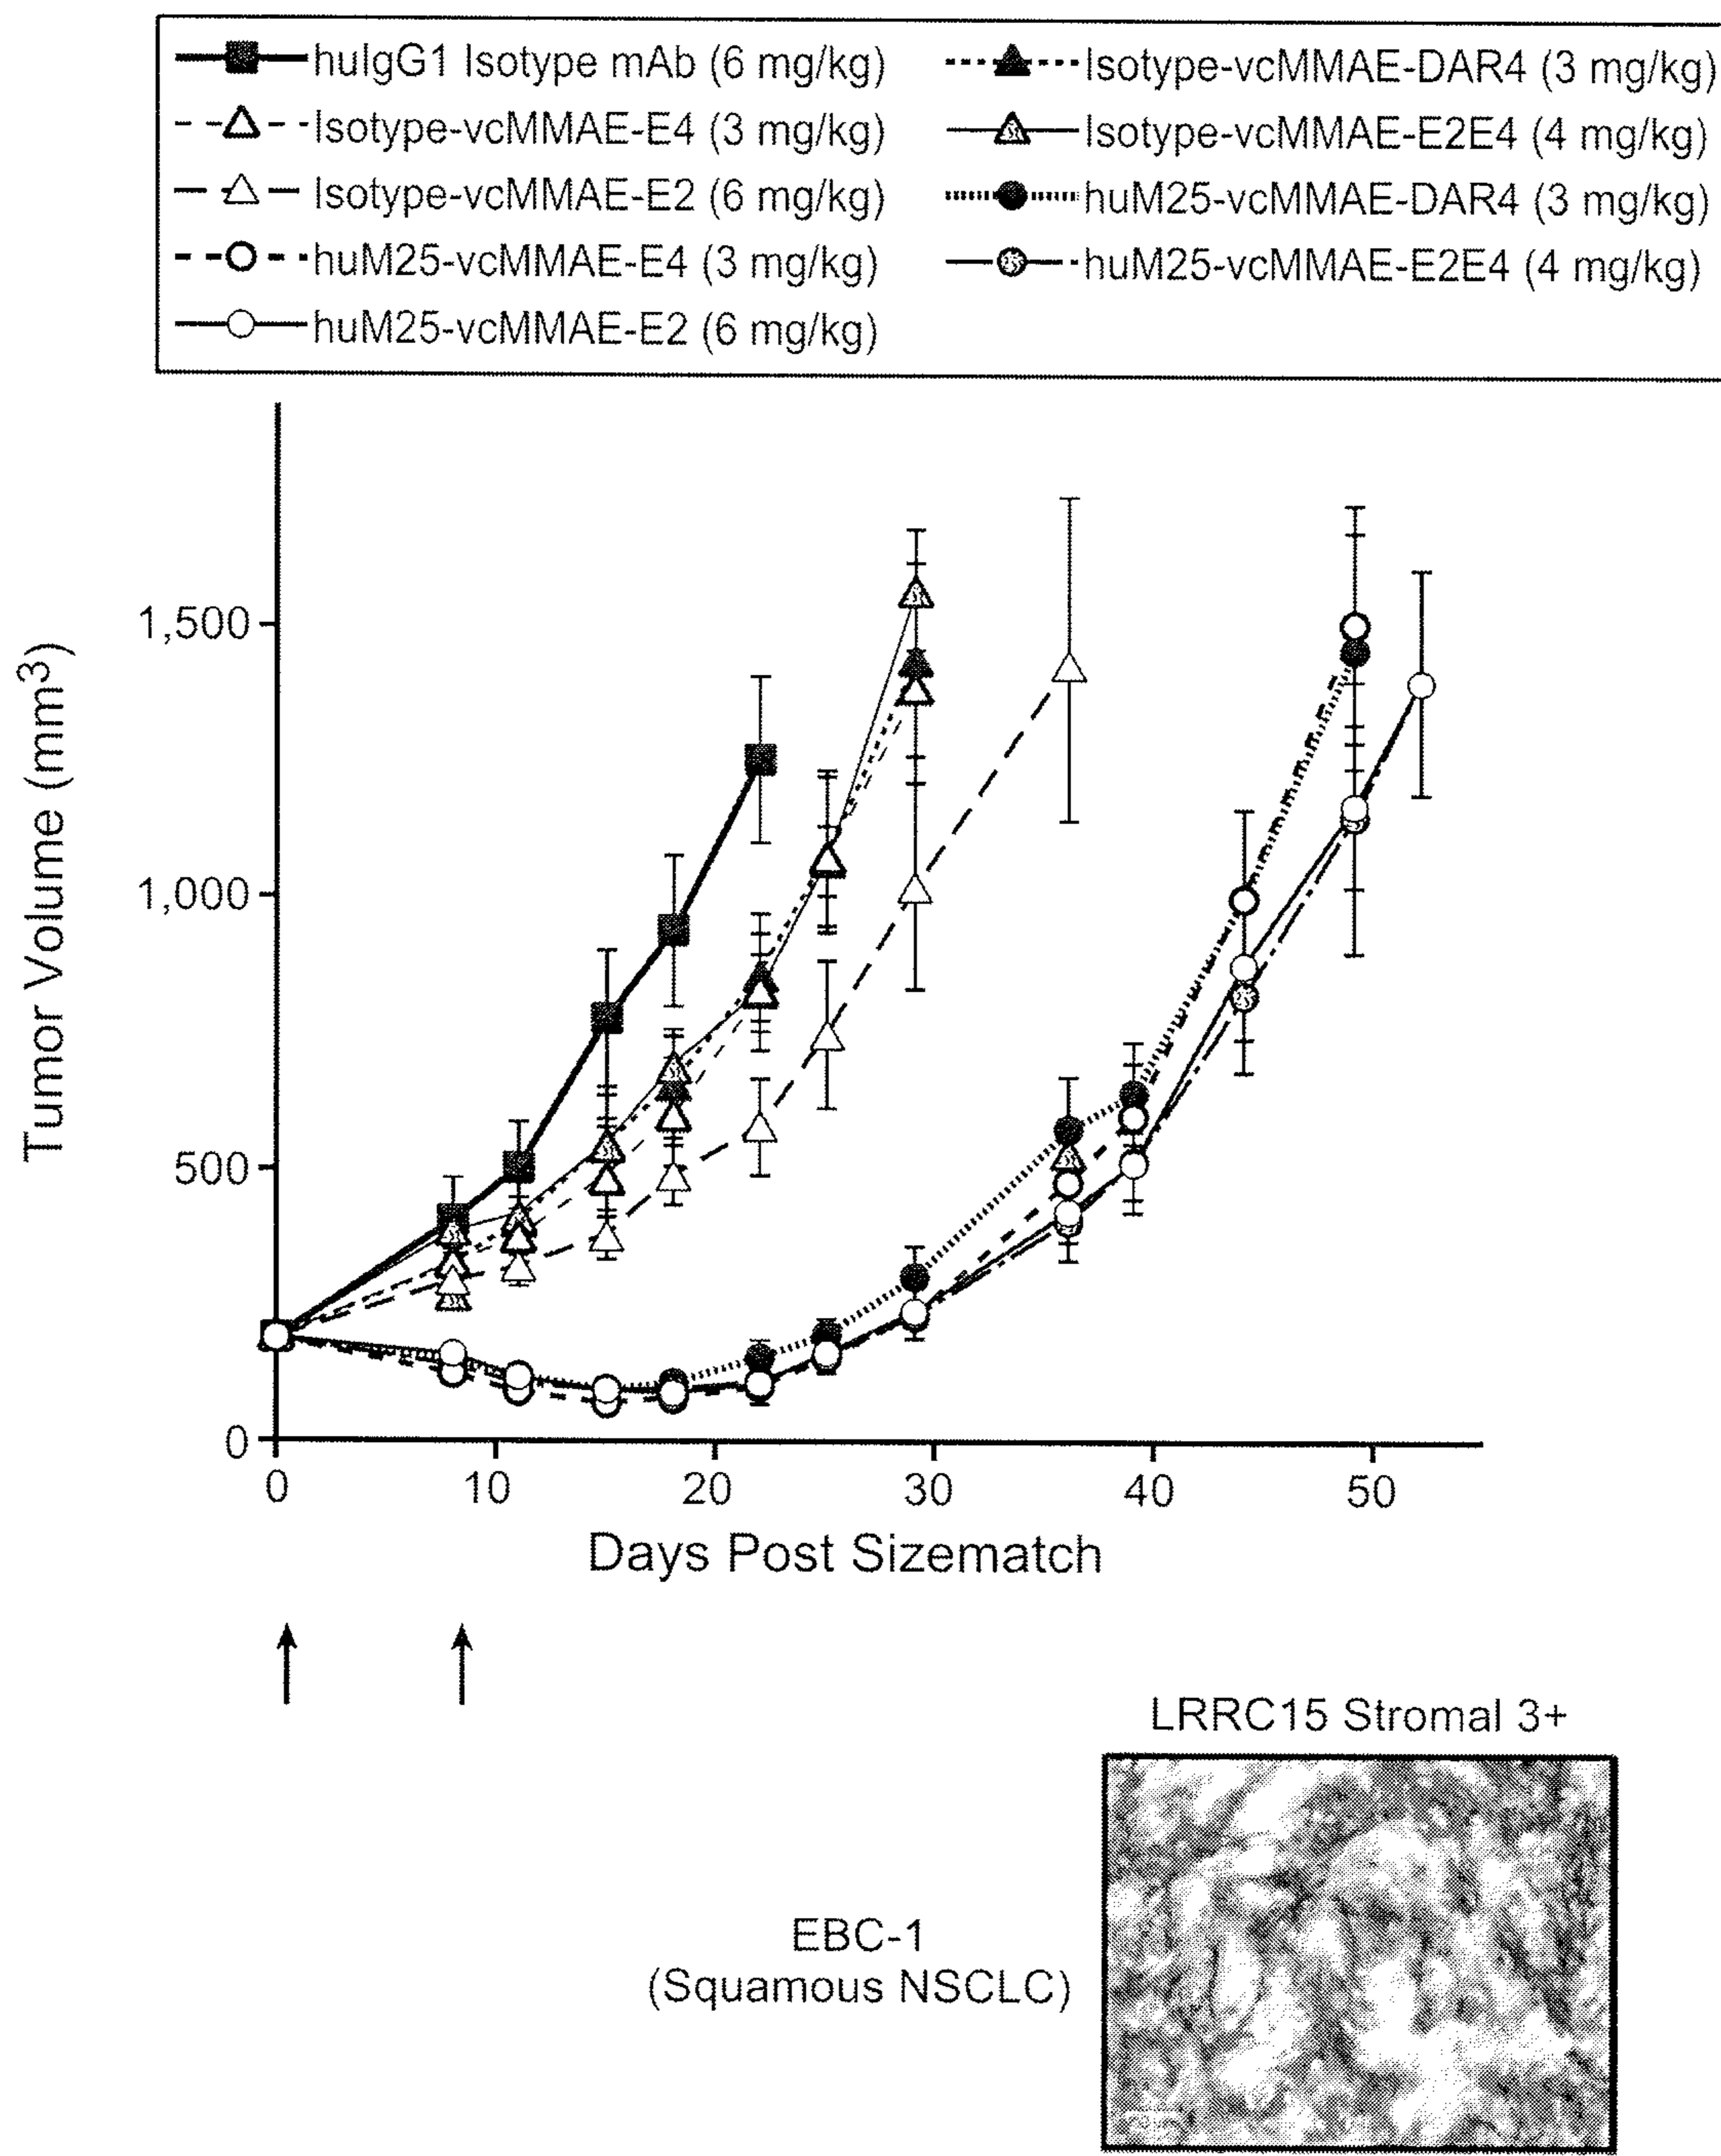 huIgG1 Isotype mAb (6 mg/kg)
Isotype-vcMMAE-E4 (3 mg/kg)
Isotype-vcMMAE-E2 (6 mg/kg)
huM25-vcMMAE-E4 (3 mg/kg)
huM25-vcMMAE-E2 (6 mg/kg)
Isotype-vcMMAE-DAR4 (3 mg/kg)
Isotype-vcMMAE-E2E4 (4 mg/kg)
huM25-vcMMAE-DAR4 (3 mg/kg)
huM25-vcMMAE-E2E4 (4 mg/kg)
Tumor Volume (mm³)
1,500
1,000
500
0
0 10 20 30 40 50
Days Post Sizematch
LRRC15 Stromal 3+
EBC-1
(Squamous NSCLC)